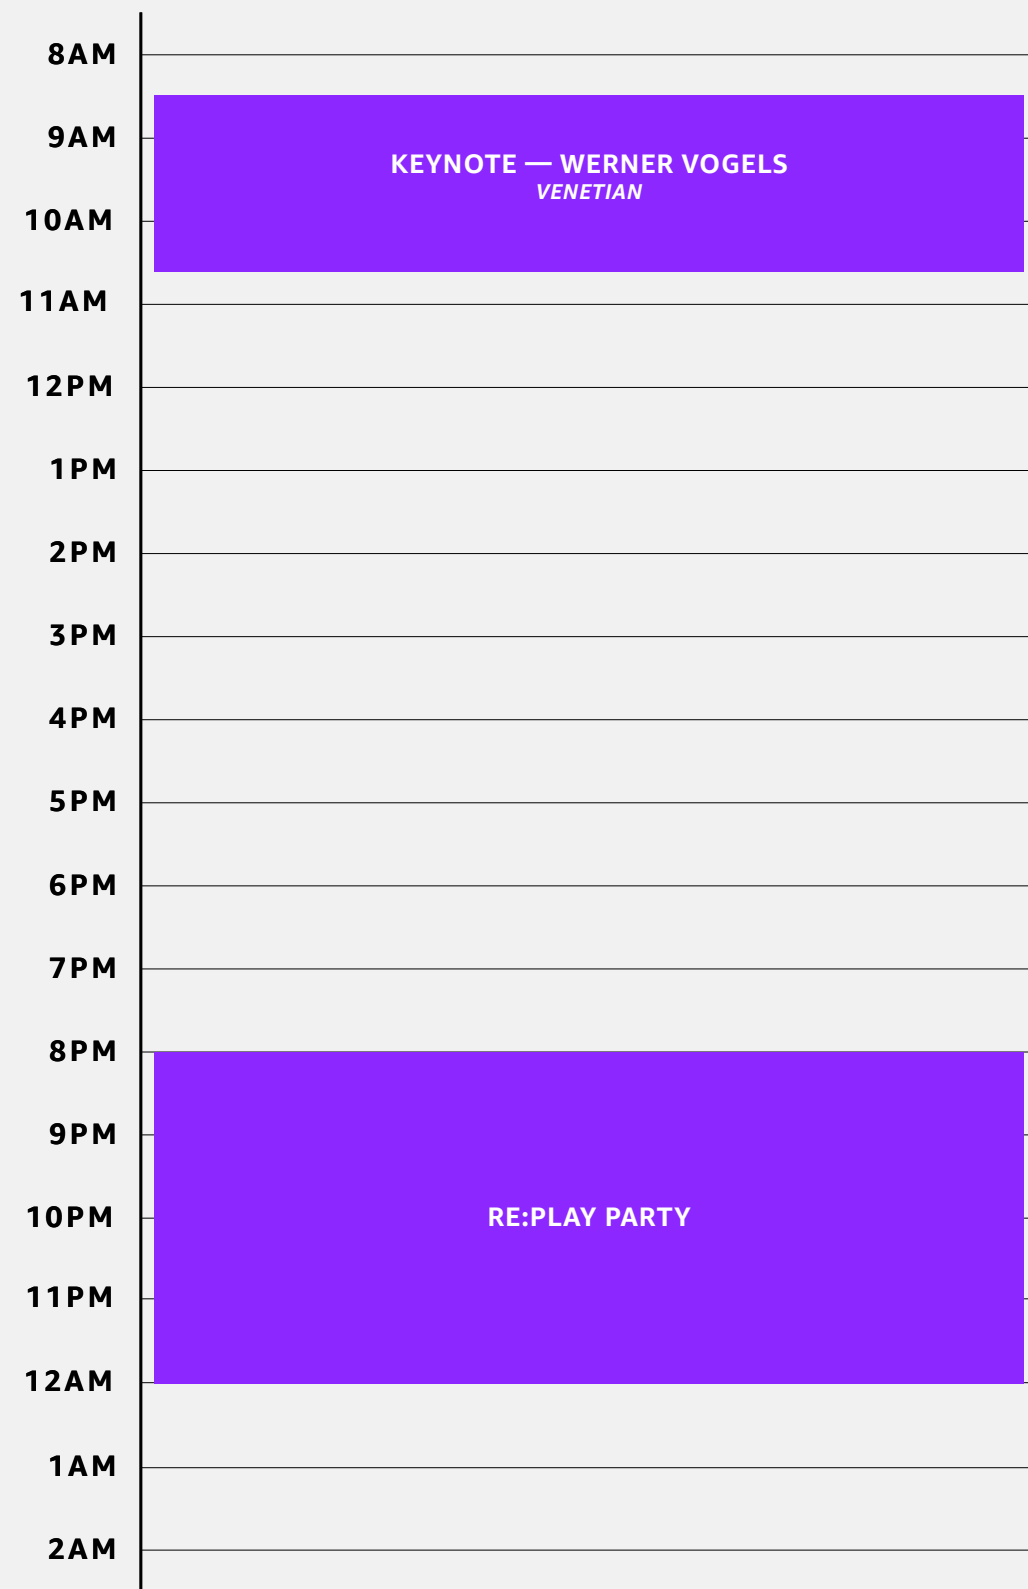 8AM
9AM
KEYNOTE — WERNER VOGELS
VENETIAN
10AM
11AM
12PM
1PM
2PM
3PM
4PM
5PM
6PM
7PM
8PM
9PM
10PM
RE:PLAY PARTY
11PM
12AM
1AM
2AM